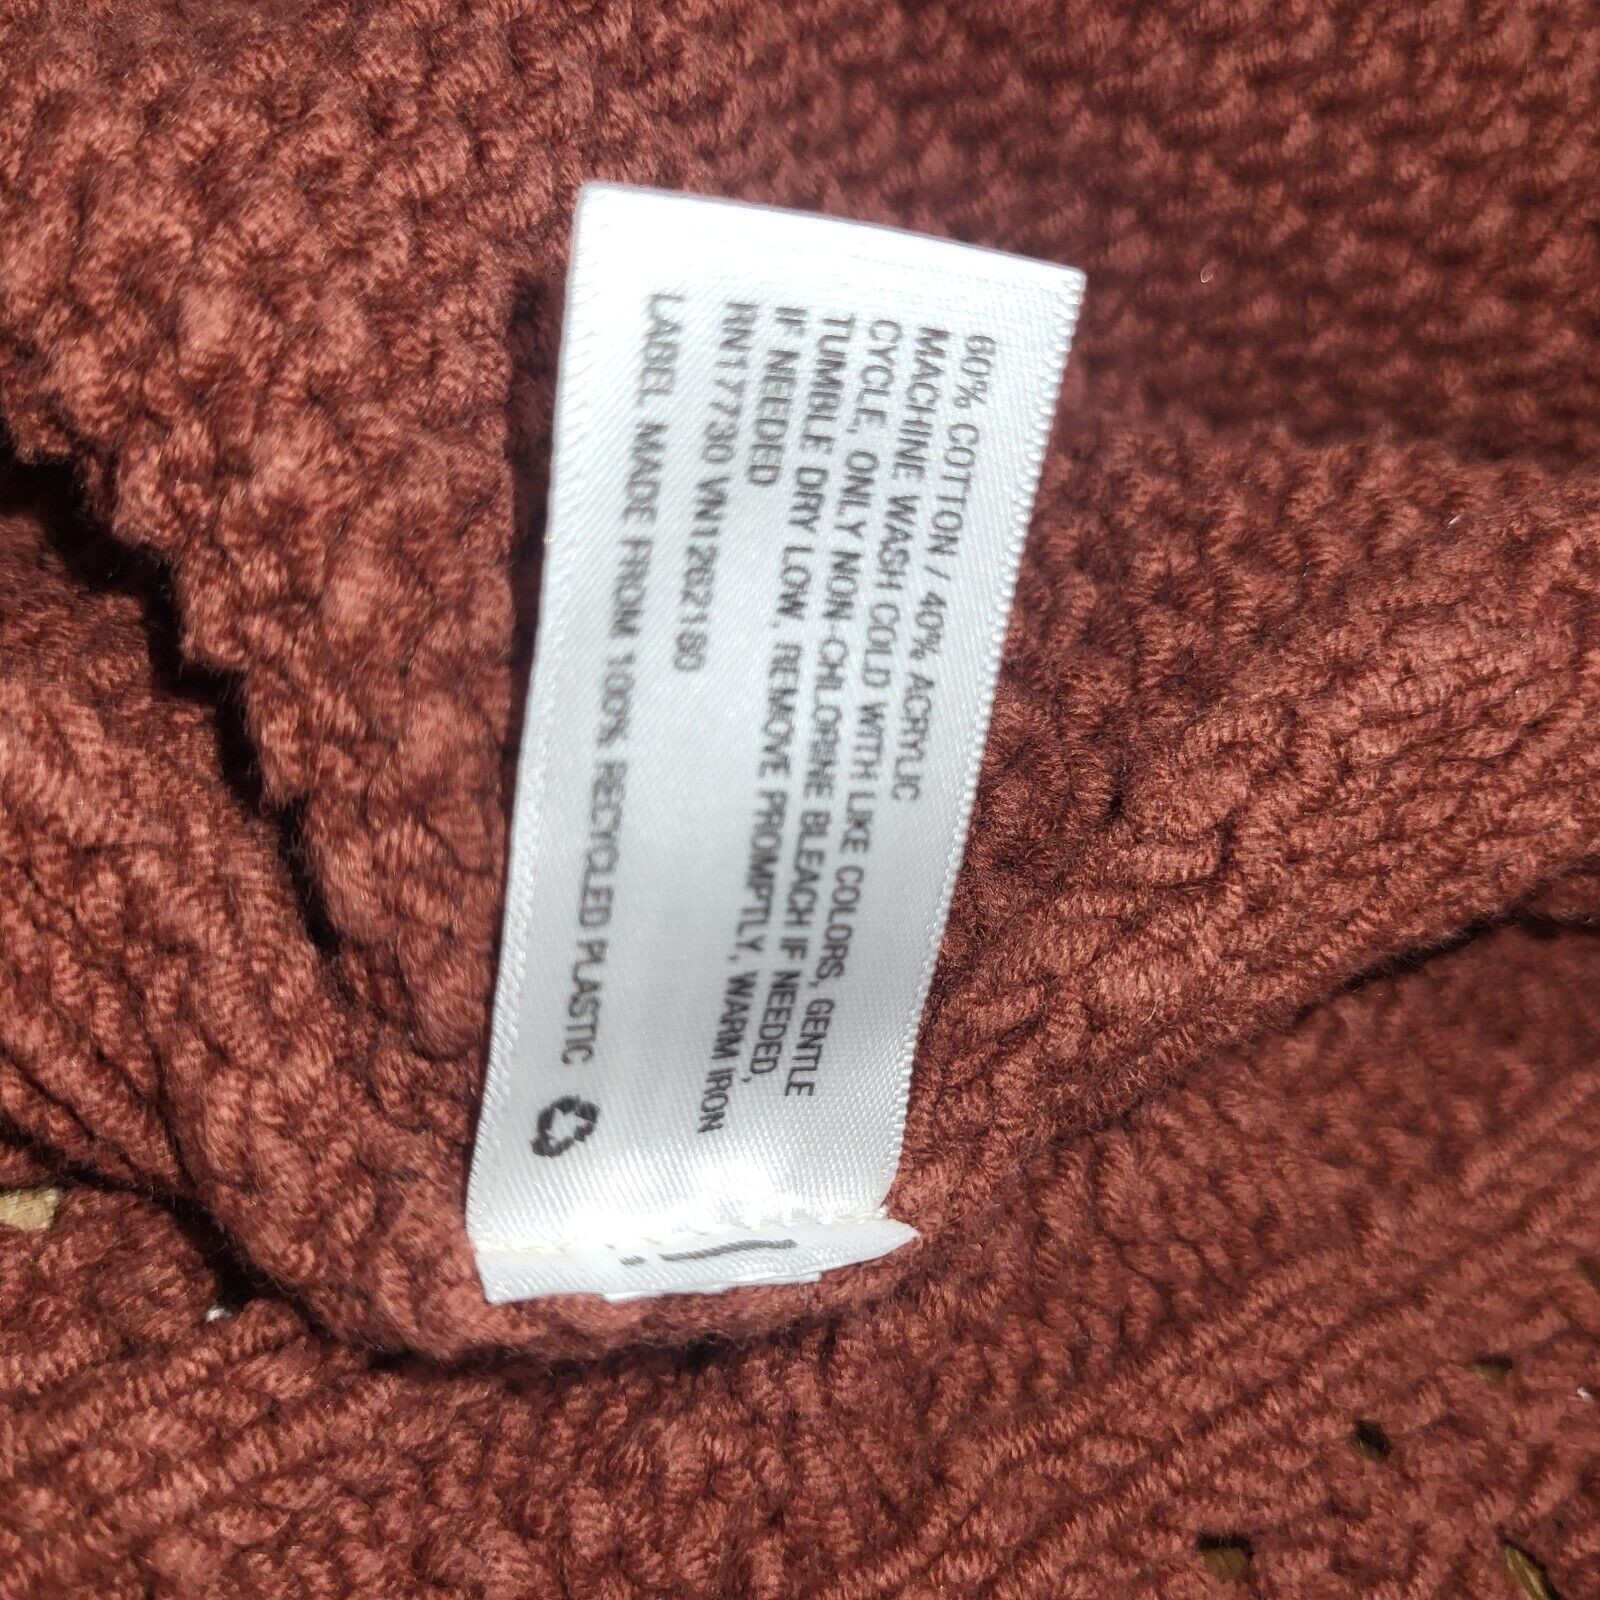 60% COTTON / 40% ACRYLIC
MACHINE WASH COLD WITH LIKE COLORS, GENTLE
CYCLE, ONLY NON-CHLORINE BLEACH IF NEEDED,
TUMBLE DRY LOW, REMOVE PROMPTLY, WARM IRON
IF NEEDED
RN17730 VN1262180
LABEL MADE FROM 100% RECYCLED PLASTIC